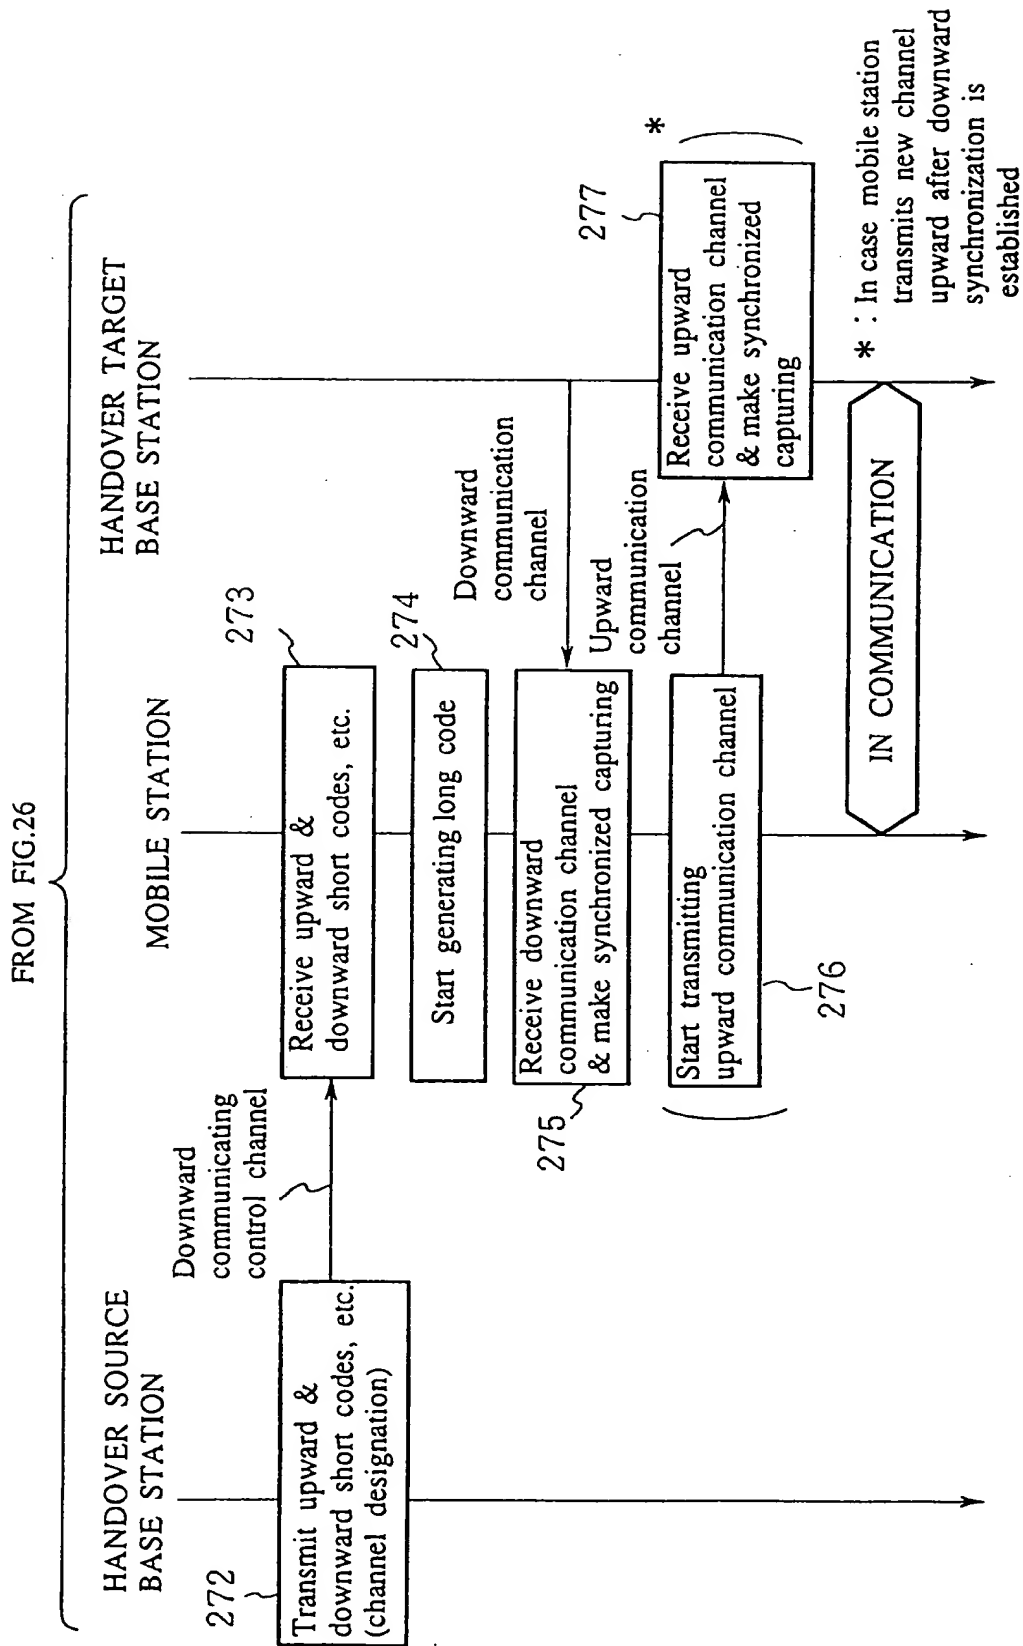 FROM FIG.26
HANDOVER SOURCE
BASE STATION
MOBILE STATION
HANDOVER TARGET
BASE STATION
272
Transmit upward &
downward short codes, etc.
(channel designation)
Downward
communicating
control channel
273
Receive upward &
downward short codes, etc.
274
Start generating long code
Downward
communication
channel
275
Receive downward
communication channel
& make synchronized capturing
Upward
communication
channel
276
Start transmitting
upward communication channel
277
*
Receive upward
communication channel
& make synchronized
capturing
IN COMMUNICATION
* : In case mobile station
transmits new channel
upward after downward
synchronization is
established